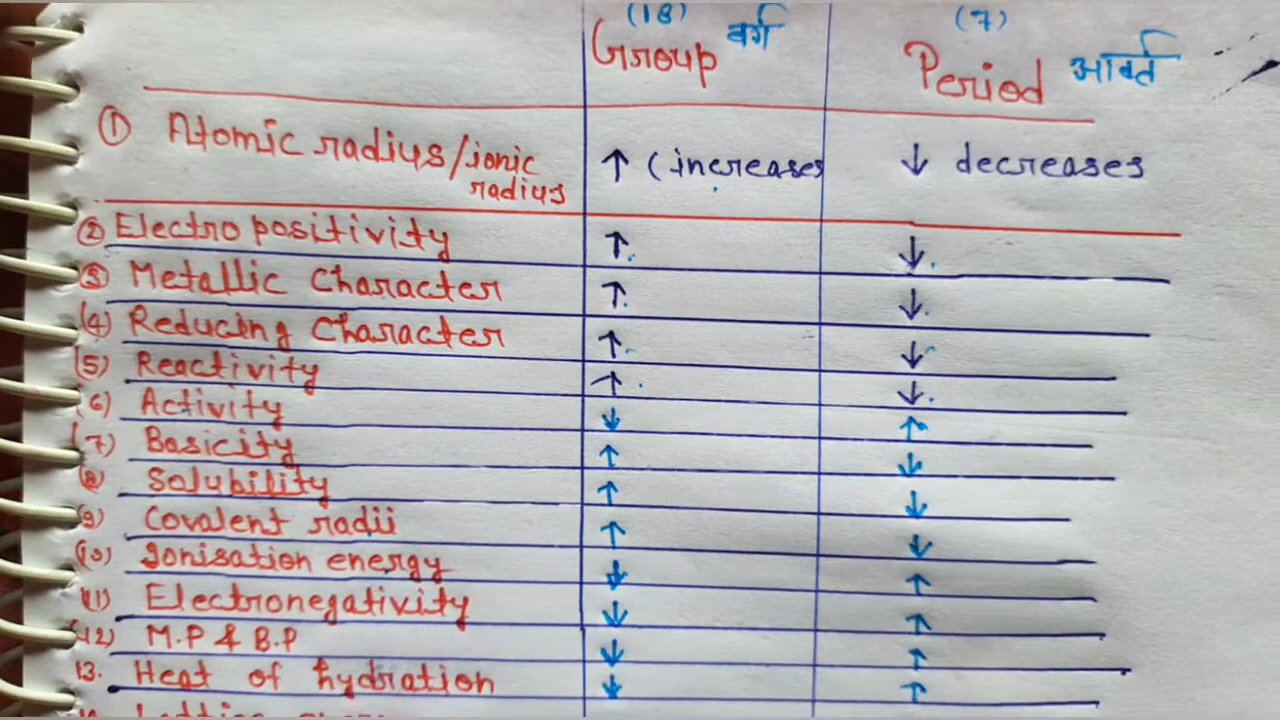 (18) (7)
Group वर्ग Period आवर्त
① Atomic radius/ionic radius ↑ (increases ↓ decreases
② Electro positivity ↑ ↓
③ Metallic Character ↑ ↓
(4) Reducing Character ↑ ↓
(5) Reactivity ↑ ↓
(6) Activity ↓ ↑
(7) Basicity ↑ ↓
(8) Solubility ↑ ↓
(9) Covalent radii ↑ ↓
(10) Ionisation energy ↓ ↑
(11) Electronegativity ↓ ↑
(12) M.P & B.P ↓ ↑
13. Heat of hydration ↓ ↑